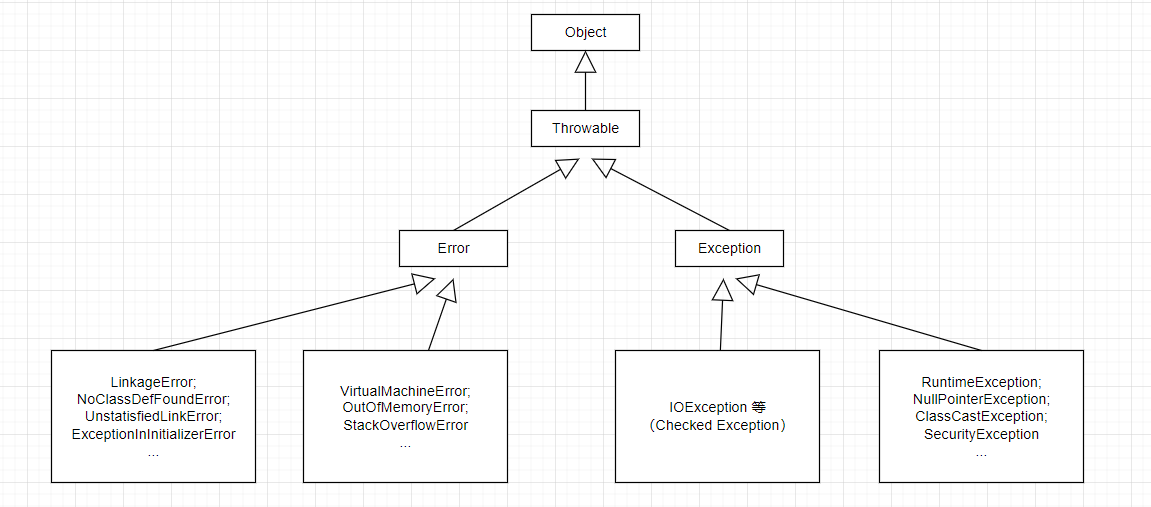 Object
Throwable
Error
Exception
LinkageError;
NoClassDefFoundError;
UnstatisfiedLinkError;
ExceptionInInitializerError
...
VirtualMachineError;
OutOfMemoryError;
StackOverflowError
...
IOException 等
（Checked Exception）
RuntimeException;
NullPointerException;
ClassCastException;
SecurityException
...